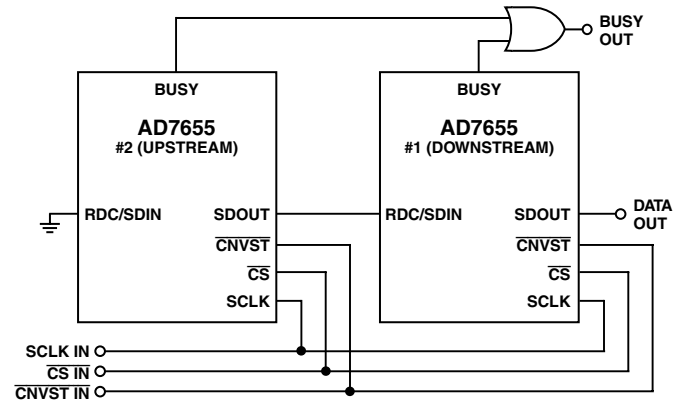 BUSY
OUT
BUSY
BUSY
AD7655
#2 (UPSTREAM)
AD7655
#1 (DOWNSTREAM)
RDC/SDIN
SDOUT
RDC/SDIN
SDOUT
DATA
OUT
CNVST
CNVST
CS
CS
SCLK
SCLK
SCLK IN
CS IN
CNVST IN